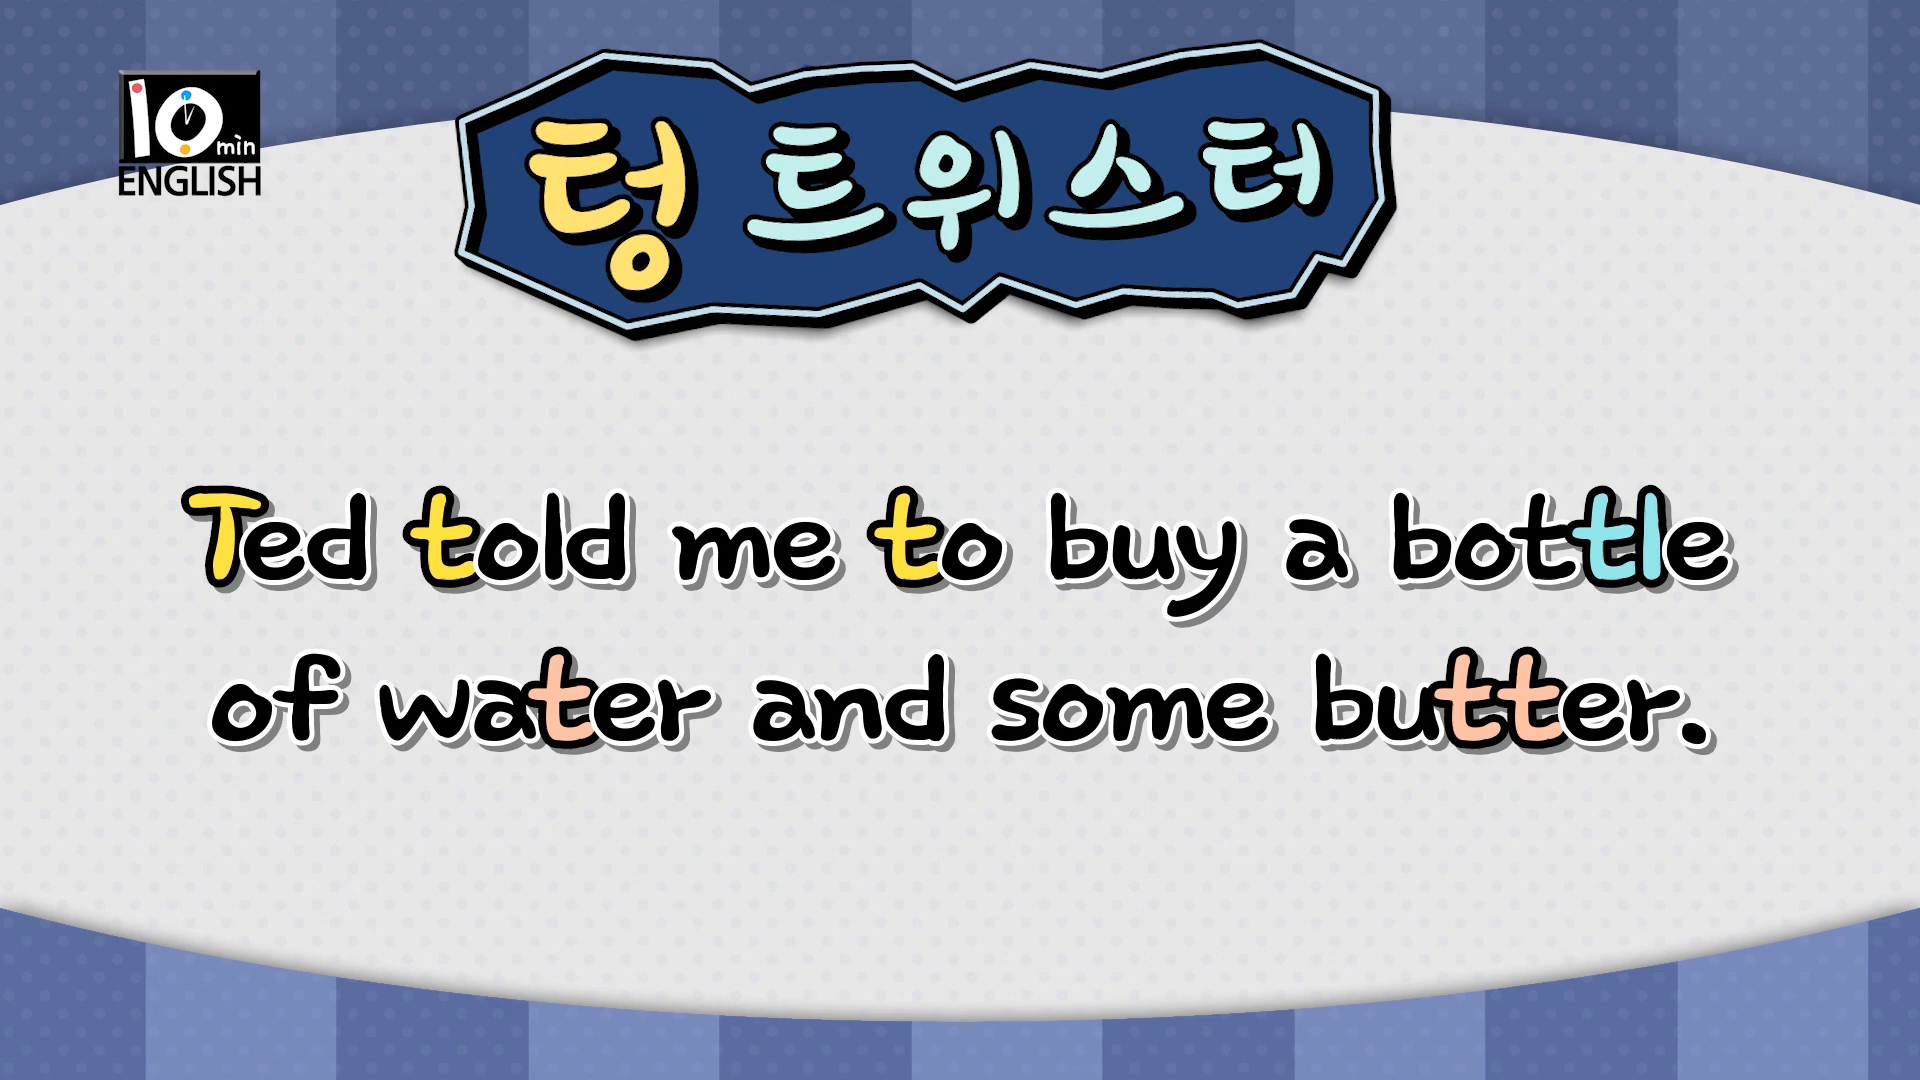 10 min
ENGLISH
텅 트위스터
Ted told me to buy a bottle
of water and some butter.